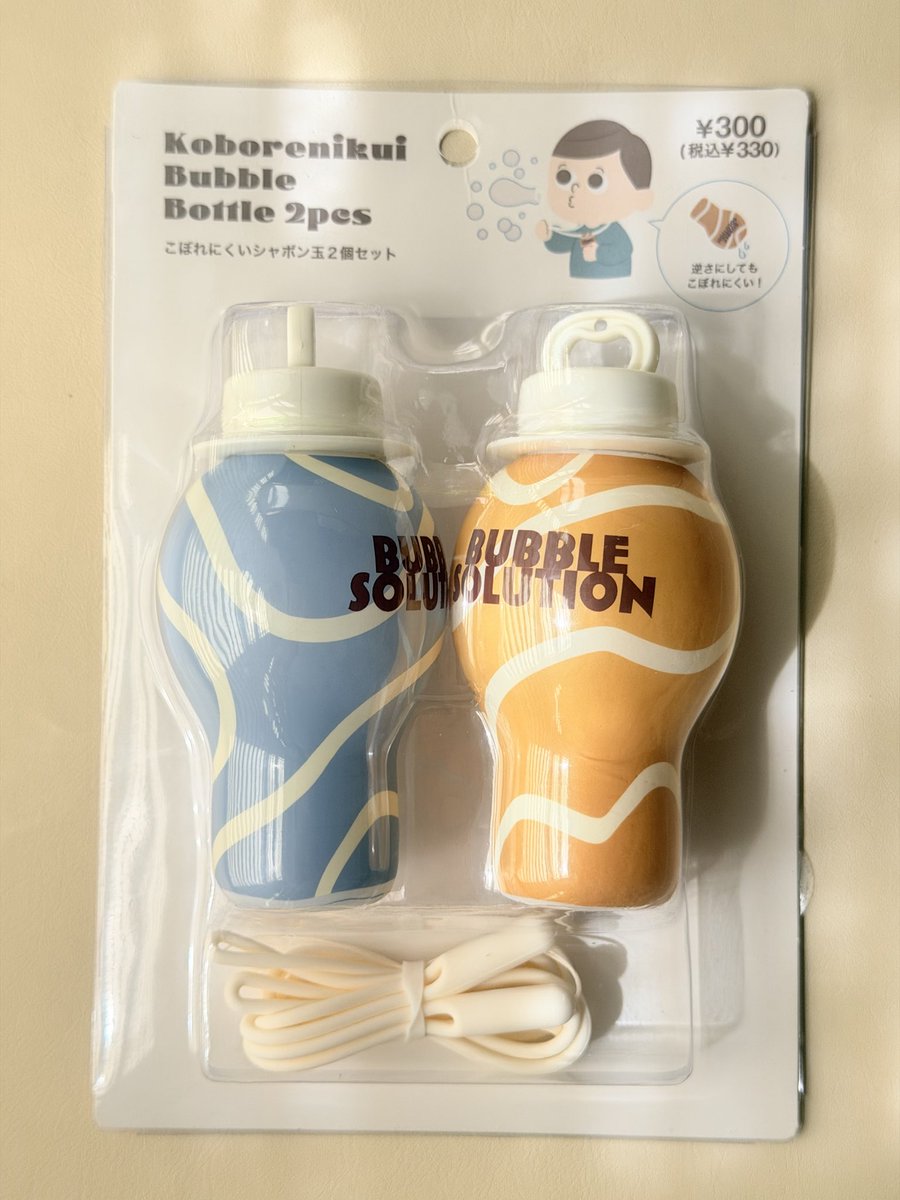 Koborenikui
Bubble
Bottle 2pcs
こぼれにくいシャボン玉2個セット
¥300
(税込¥330)
逆さにしても
こぼれにくい!
BUBB
SOLUT
BUBBLE
SOLUTION